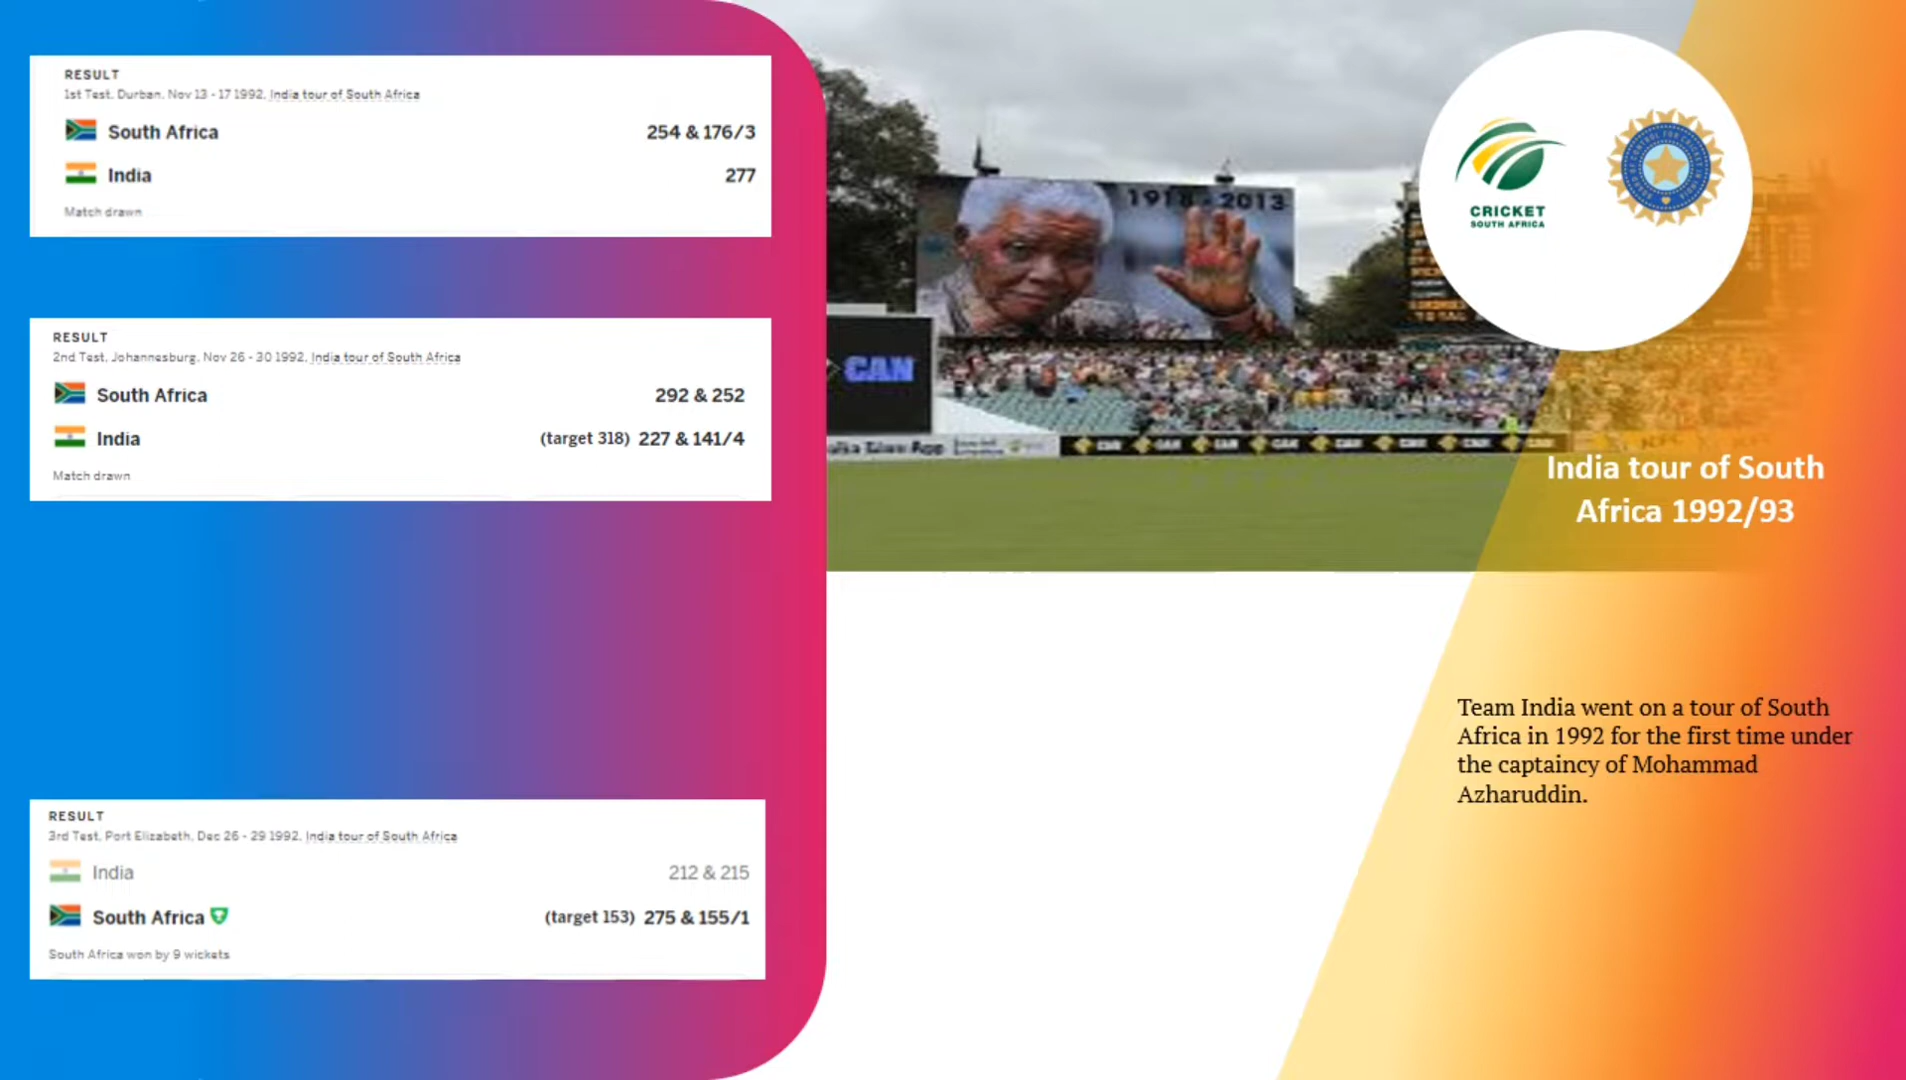 RESULT
1st Test, Durban, Nov 13 - 17 1992, India tour of South Africa
South Africa 254 & 176/3
India 277
Match drawn
RESULT
2nd Test, Johannesburg, Nov 26 - 30 1992, India tour of South Africa
South Africa 292 & 252
India (target 318) 227 & 141/4
Match drawn
RESULT
3rd Test, Port Elizabeth, Dec 26 - 29 1992, India tour of South Africa
India 212 & 215
South Africa (target 153) 275 & 155/1
South Africa won by 9 wickets
1918 - 2013
CAN
CRICKET
SOUTH AFRICA
India tour of South
Africa 1992/93
Team India went on a tour of South
Africa in 1992 for the first time under
the captaincy of Mohammad
Azharuddin.